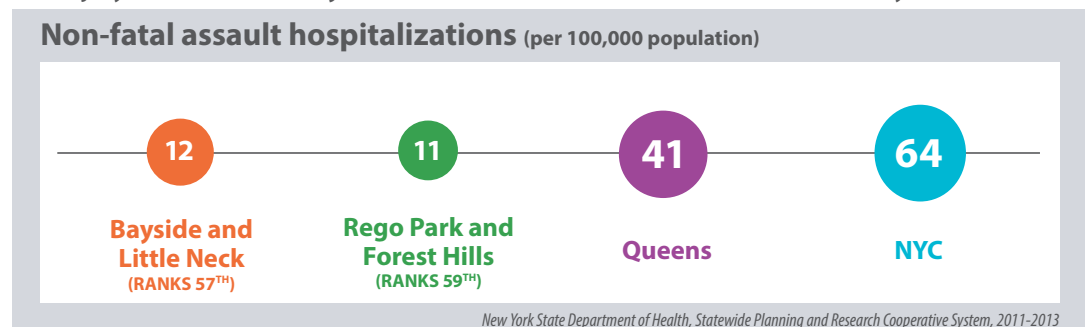 Non-fatal assault hospitalizations (per 100,000 population)
12
11
41
64
Bayside and
Little Neck
(RANKS 57TH)
Rego Park and
Forest Hills
(RANKS 59TH)
Queens
NYC
New York State Department of Health, Statewide Planning and Research Cooperative System, 2011-2013